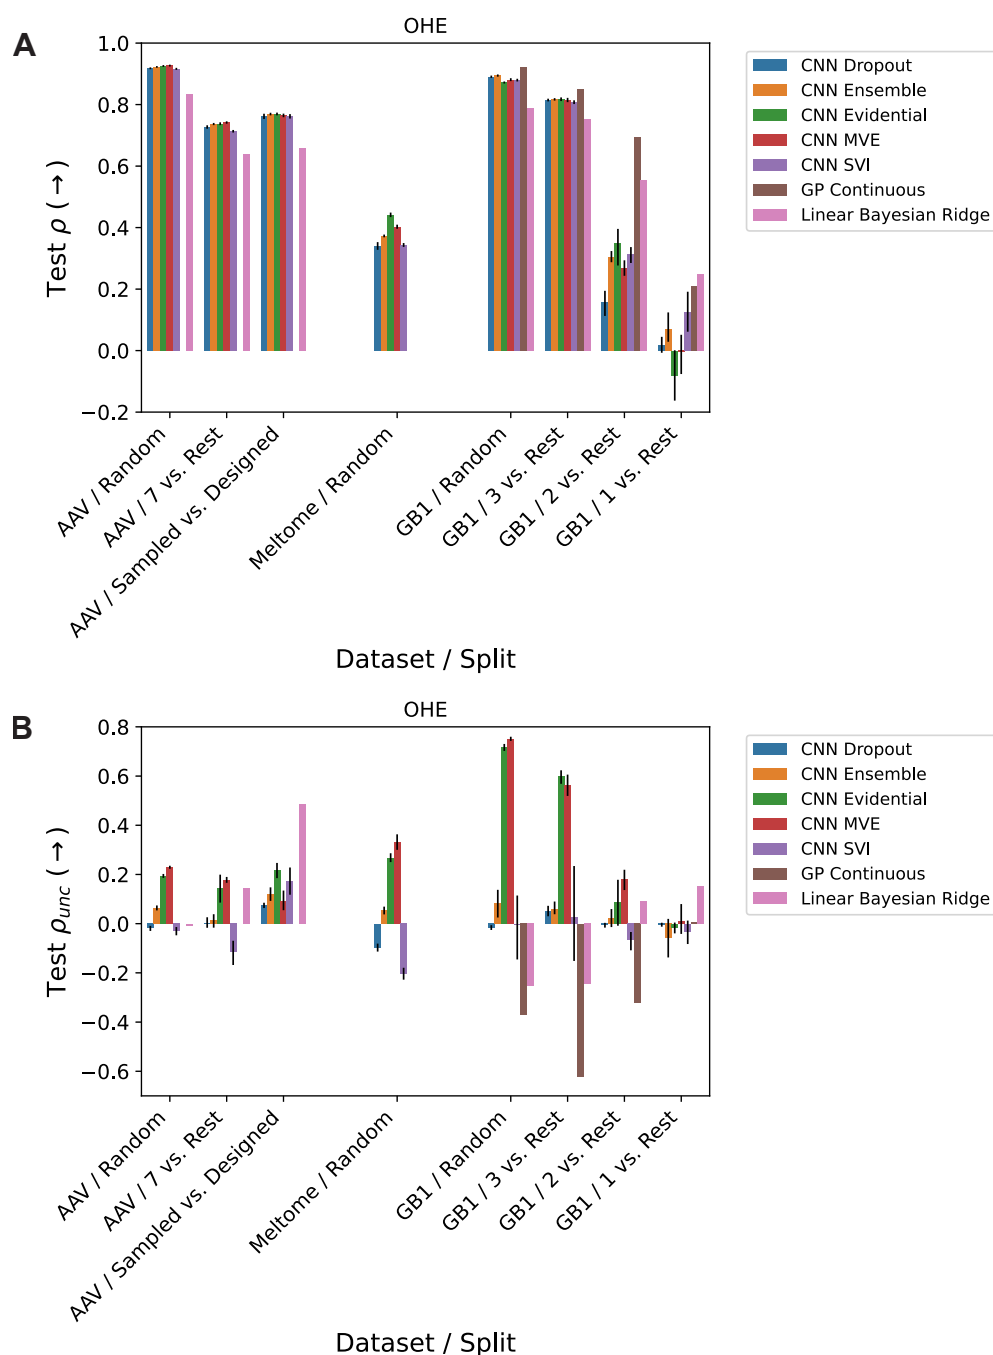 A
OHE
1.0
0.8
0.6
0.4
0.2
0.0
−0.2
Test ρ (→)
AAV / Random
AAV / 7 vs. Rest
AAV / Sampled vs. Designed
Meltome / Random
GB1 / Random
GB1 / 3 vs. Rest
GB1 / 2 vs. Rest
GB1 / 1 vs. Rest
Dataset / Split
CNN Dropout
CNN Ensemble
CNN Evidential
CNN MVE
CNN SVI
GP Continuous
Linear Bayesian Ridge
B
OHE
0.8
0.6
0.4
0.2
0.0
−0.2
−0.4
−0.6
Test ρunc (→)
AAV / Random
AAV / 7 vs. Rest
AAV / Sampled vs. Designed
Meltome / Random
GB1 / Random
GB1 / 3 vs. Rest
GB1 / 2 vs. Rest
GB1 / 1 vs. Rest
Dataset / Split
CNN Dropout
CNN Ensemble
CNN Evidential
CNN MVE
CNN SVI
GP Continuous
Linear Bayesian Ridge